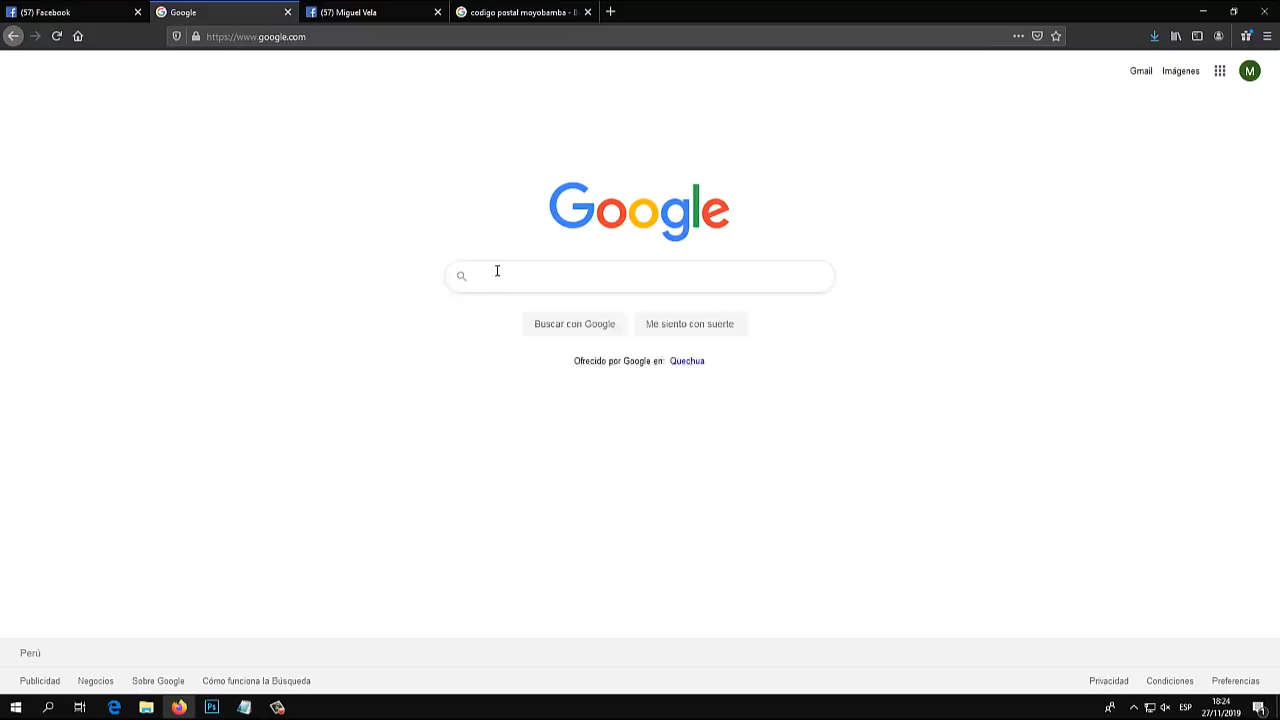 (57) Facebook
Google
(57) Miguel Vela
codigo postal moyobamba -
https://www.google.com
Gmail
Imágenes
M
Google
Buscar con Google
Me siento con suerte
Ofrecido por Google en: Quechua
Perú
Publicidad
Negocios
Sobre Google
Cómo funciona la Búsqueda
Privacidad
Condiciones
Preferencias
Ps
ESP
18:24
27/11/2019
1